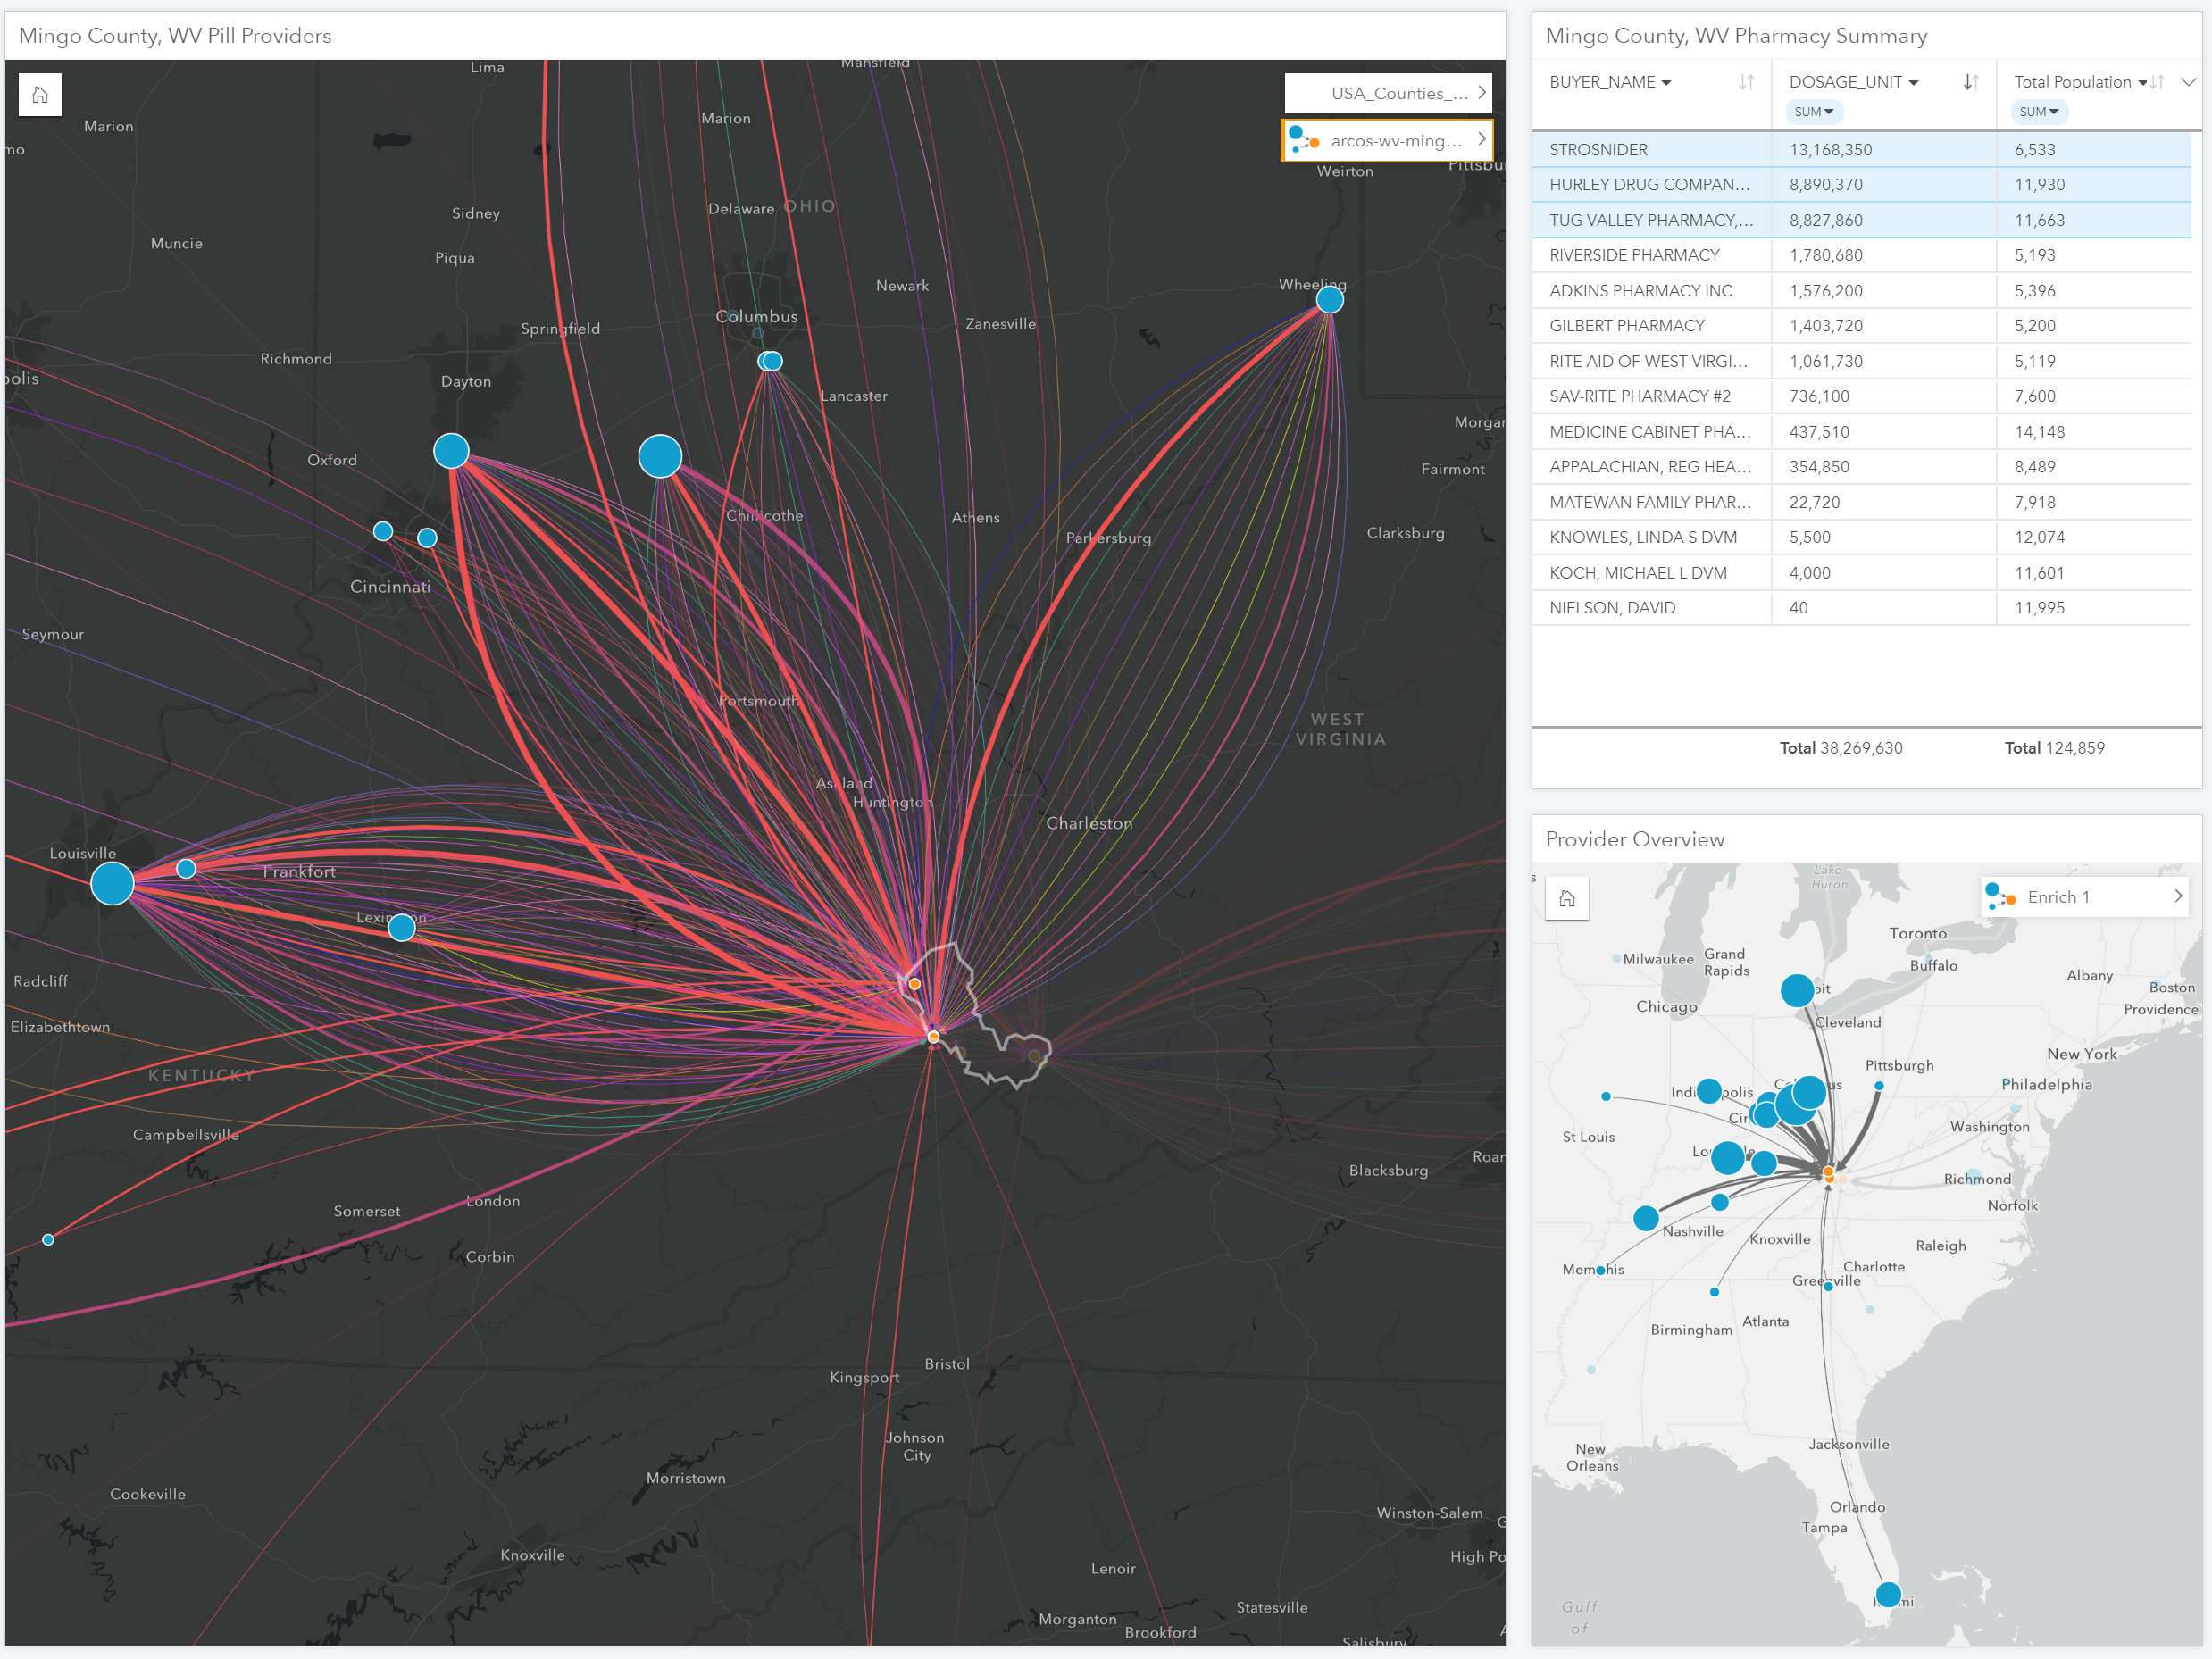 Mingo County, WV Pill Providers
USA_Counties_...
arcos-wv-ming...
Lima
Mansfield
Marion
Marion
Weirton
Delaware
OHIO
Sidney
Muncie
Piqua
Newark
Wheeling
Columbus
Zanesville
Springfield
Richmond
Dayton
Lancaster
Oxford
Fairmont
Chillicothe
Athens
Parkersburg
Clarksburg
Cincinnati
Seymour
Portsmouth
WEST
VIRGINIA
Ashland
Huntington
Charleston
Louisville
Frankfort
Lexington
Radcliff
Elizabethtown
KENTUCKY
Campbellsville
Blacksburg
London
Somerset
Corbin
Bristol
Kingsport
Johnson
City
Morristown
Cookeville
Winston-Salem
Knoxville
Lenoir
Statesville
Morganton
Brookford
Salisbury
Mingo County, WV Pharmacy Summary
BUYER_NAME DOSAGE_UNIT Total Population
SUM SUM
STROSNIDER 13,168,350 6,533
HURLEY DRUG COMPAN... 8,890,370 11,930
TUG VALLEY PHARMACY,... 8,827,860 11,663
RIVERSIDE PHARMACY 1,780,680 5,193
ADKINS PHARMACY INC 1,576,200 5,396
GILBERT PHARMACY 1,403,720 5,200
RITE AID OF WEST VIRGI... 1,061,730 5,119
SAV-RITE PHARMACY #2 736,100 7,600
MEDICINE CABINET PHA... 437,510 14,148
APPALACHIAN, REG HEA... 354,850 8,489
MATEWAN FAMILY PHAR... 22,720 7,918
KNOWLES, LINDA S DVM 5,500 12,074
KOCH, MICHAEL L DVM 4,000 11,601
NIELSON, DAVID 40 11,995
Total 38,269,630 Total 124,859
Provider Overview
Enrich 1
Lake
Huron
Toronto
Milwaukee
Grand
Rapids
Buffalo
Albany
Boston
Chicago
Providence
Cleveland
New York
Pittsburgh
Philadelphia
Washington
St Louis
Richmond
Norfolk
Nashville
Knoxville
Raleigh
Memphis
Charlotte
Greenville
Atlanta
Birmingham
Jacksonville
New
Orleans
Orlando
Tampa
Gulf
of